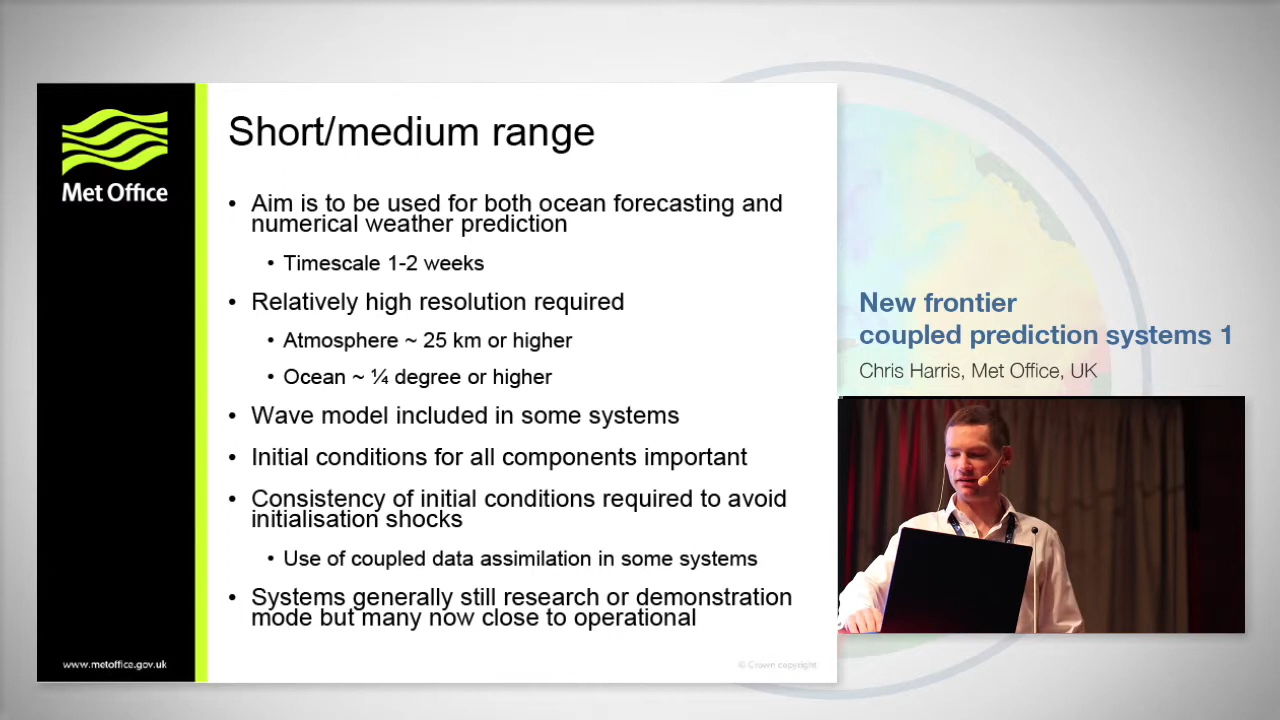 Short/medium range
• Aim is to be used for both ocean forecasting and
numerical weather prediction
• Timescale 1-2 weeks
• Relatively high resolution required
• Atmosphere ~ 25 km or higher
• Ocean ~ ¼ degree or higher
• Wave model included in some systems
• Initial conditions for all components important
• Consistency of initial conditions required to avoid
initialisation shocks
• Use of coupled data assimilation in some systems
• Systems generally still research or demonstration
mode but many now close to operational
Met Office
www.metoffice.gov.uk
© Crown copyright
New frontier
coupled prediction systems 1
Chris Harris, Met Office, UK